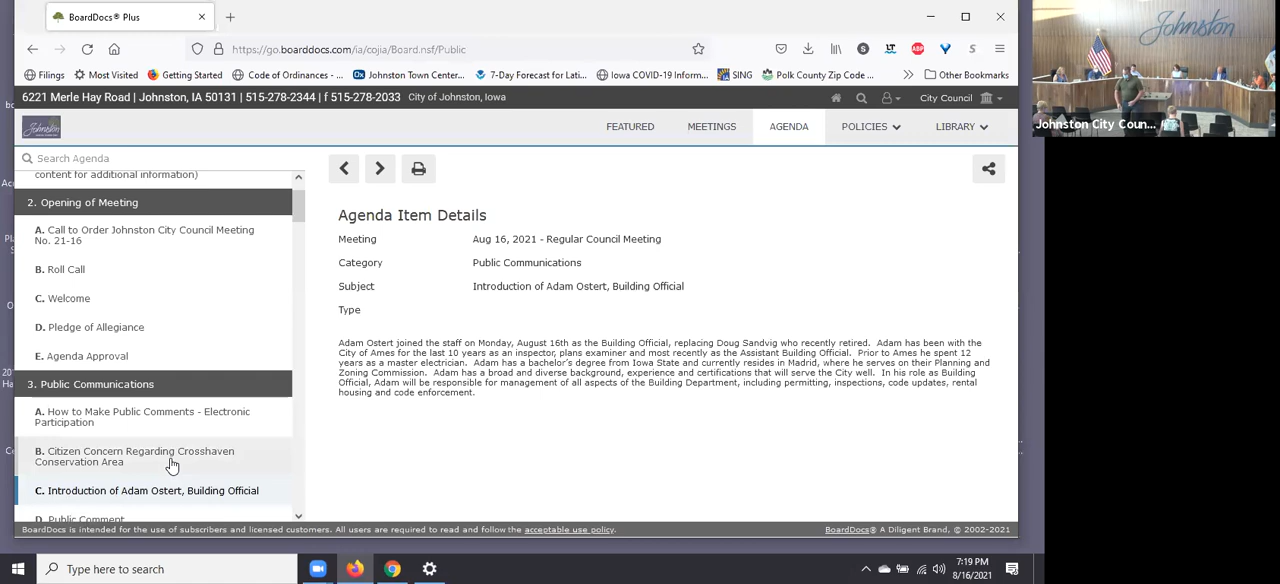 BoardDocs® Plus
https://go.boarddocs.com/ia/cojia/Board.nsf/Public
Filings
Most Visited
Getting Started
Code of Ordinances - ...
Johnston Town Center...
7-Day Forecast for Lati...
Iowa COVID-19 Inform...
SING
Polk County Zip Code ...
Other Bookmarks
6221 Merle Hay Road | Johnston, IA 50131 | 515-278-2344 | f 515-278-2033 City of Johnston, Iowa
City Council
Johnston
FEATURED
MEETINGS
AGENDA
POLICIES
LIBRARY
Search Agenda
content for additional information)
2. Opening of Meeting
A. Call to Order Johnston City Council Meeting
No. 21-16
B. Roll Call
C. Welcome
D. Pledge of Allegiance
E. Agenda Approval
3. Public Communications
A. How to Make Public Comments - Electronic
Participation
B. Citizen Concern Regarding Crosshaven
Conservation Area
C. Introduction of Adam Ostert, Building Official
D. Public Comment
Agenda Item Details
Meeting Aug 16, 2021 - Regular Council Meeting
Category Public Communications
Subject Introduction of Adam Ostert, Building Official
Type
Adam Ostert joined the staff on Monday, August 16th as the Building Official, replacing Doug Sandvig who recently retired. Adam has been with the
City of Ames for the last 10 years as an inspector, plans examiner and most recently as the Assistant Building Official. Prior to Ames he spent 12
years as a master electrician. Adam has a bachelor's degree from Iowa State and currently resides in Madrid, where he serves on their Planning and
Zoning Commission. Adam has a broad and diverse background, experience and certifications that will serve the City well. In his role as Building
Official, Adam will be responsible for management of all aspects of the Building Department, including permitting, inspections, code updates, rental
housing and code enforcement.
BoardDocs is intended for the use of subscribers and licensed customers. All users are required to read and follow the acceptable use policy.
BoardDocs® A Diligent Brand, © 2002-2021
Type here to search
7:19 PM
8/16/2021
Johnston
Johnston City Coun...